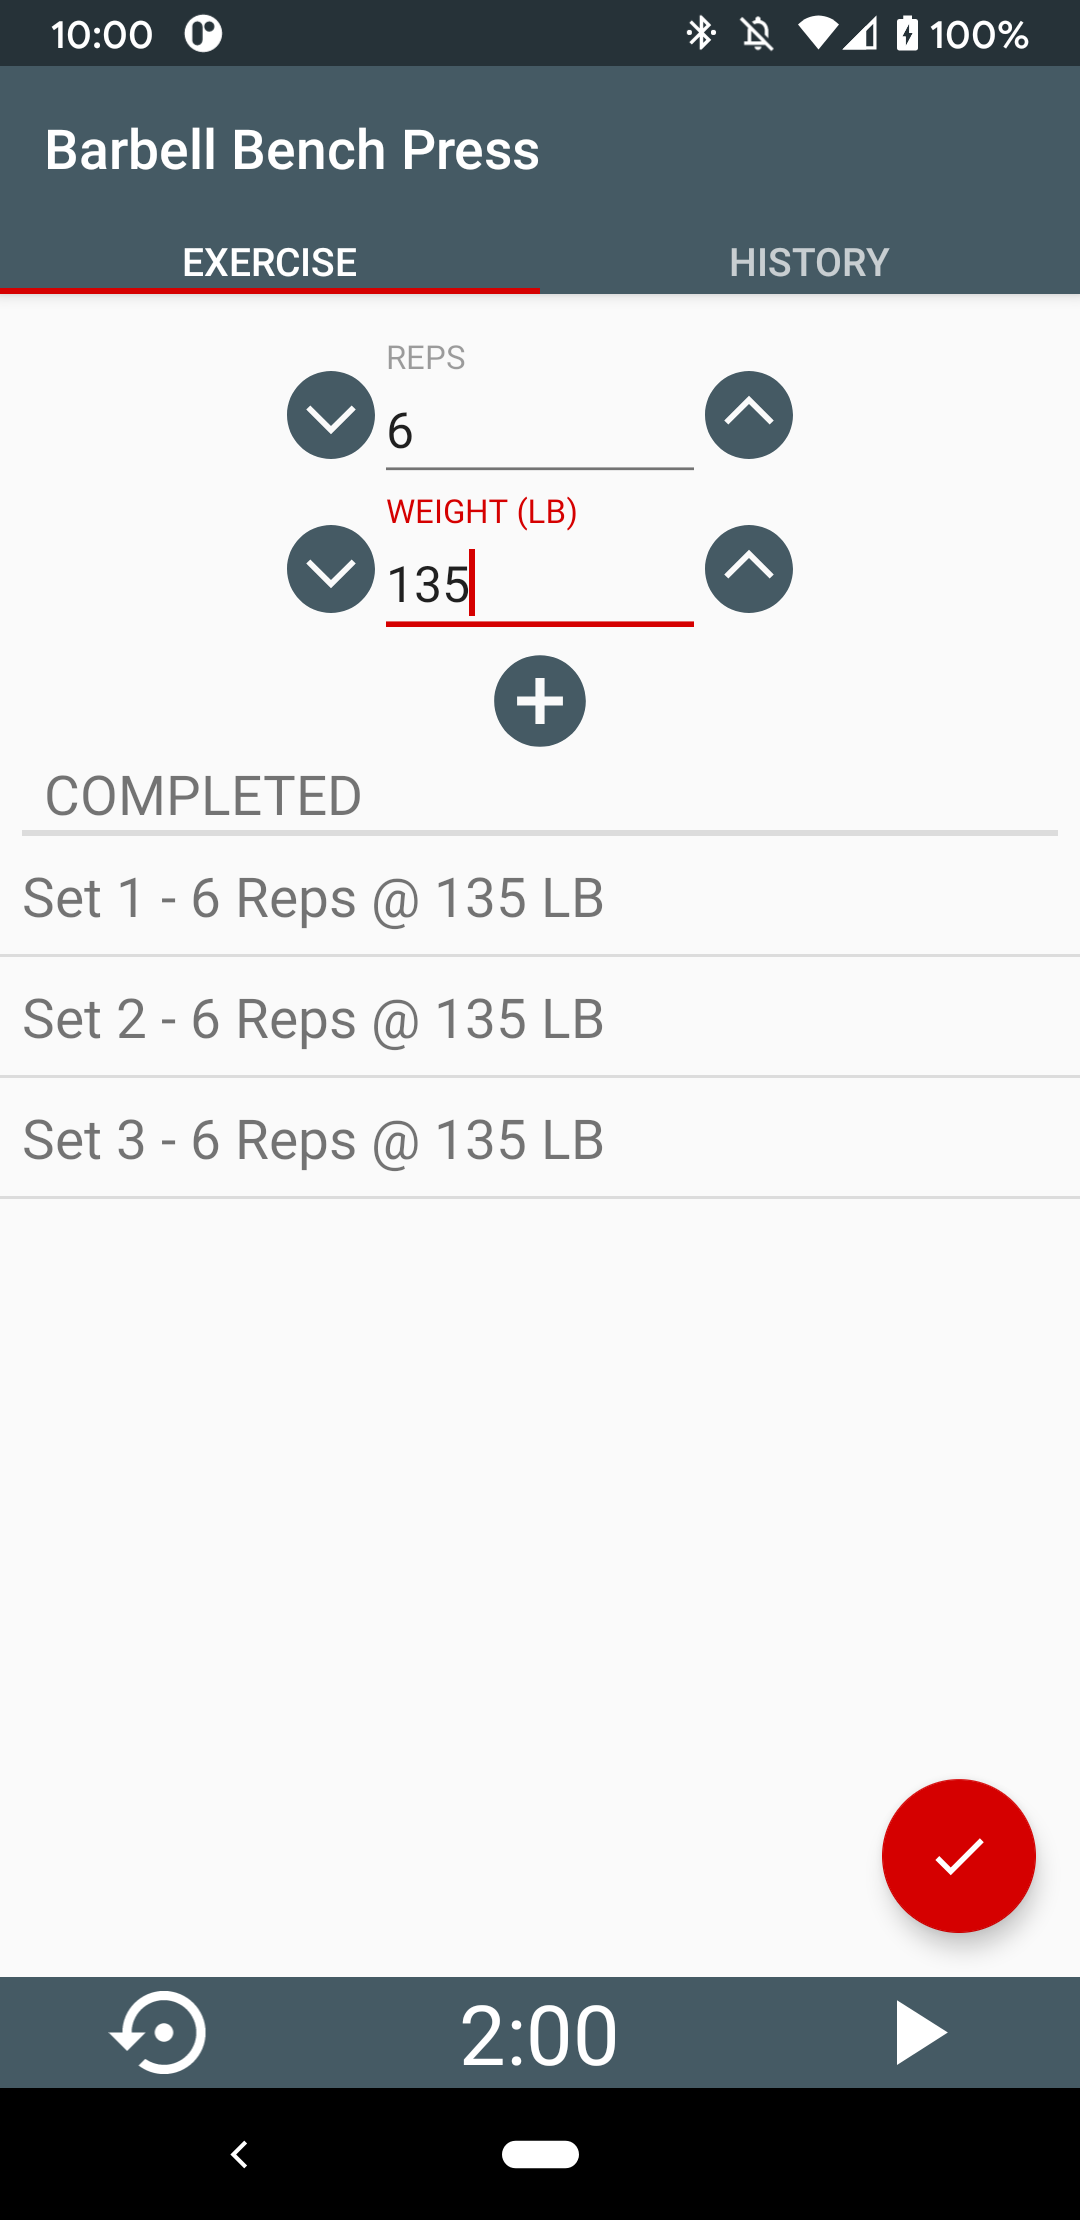 10:00 100%
Barbell Bench Press
EXERCISE HISTORY
REPS
6
WEIGHT (LB)
135
COMPLETED
Set 1 - 6 Reps @ 135 LB
Set 2 - 6 Reps @ 135 LB
Set 3 - 6 Reps @ 135 LB
2:00